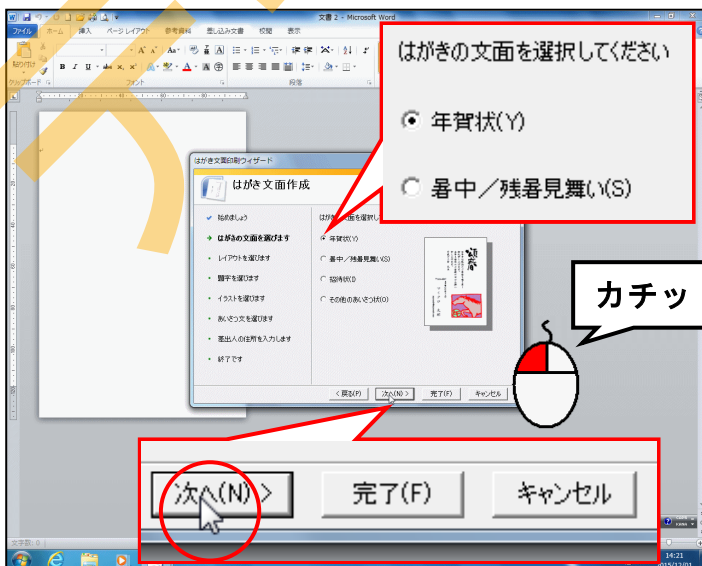 文書 2 - Microsoft Word
ファイル ホーム 挿入 ページ レイアウト 参考資料 差し込み文書 校閲 表示
貼り付け
クリップボード フォント 段落
はがきの文面を選択してください
年賀状(Y)
暑中／残暑見舞い(S)
はがき文面印刷ウィザード
はがき文面作成
始めましょう
はがきの文面を選びます
レイアウトを選びます
題字を選びます
イラストを選びます
あいさつ文を選びます
差出人の住所を入力します
終了です
年賀状(Y)
暑中／残暑見舞い(S)
招待状(I)
その他のあいさつ状(O)
< 戻る(P) 次へ(N) > 完了(F) キャンセル
カチッ
次へ(N) > 完了(F) キャンセル
文字数: 0
14:21
2015/12/01